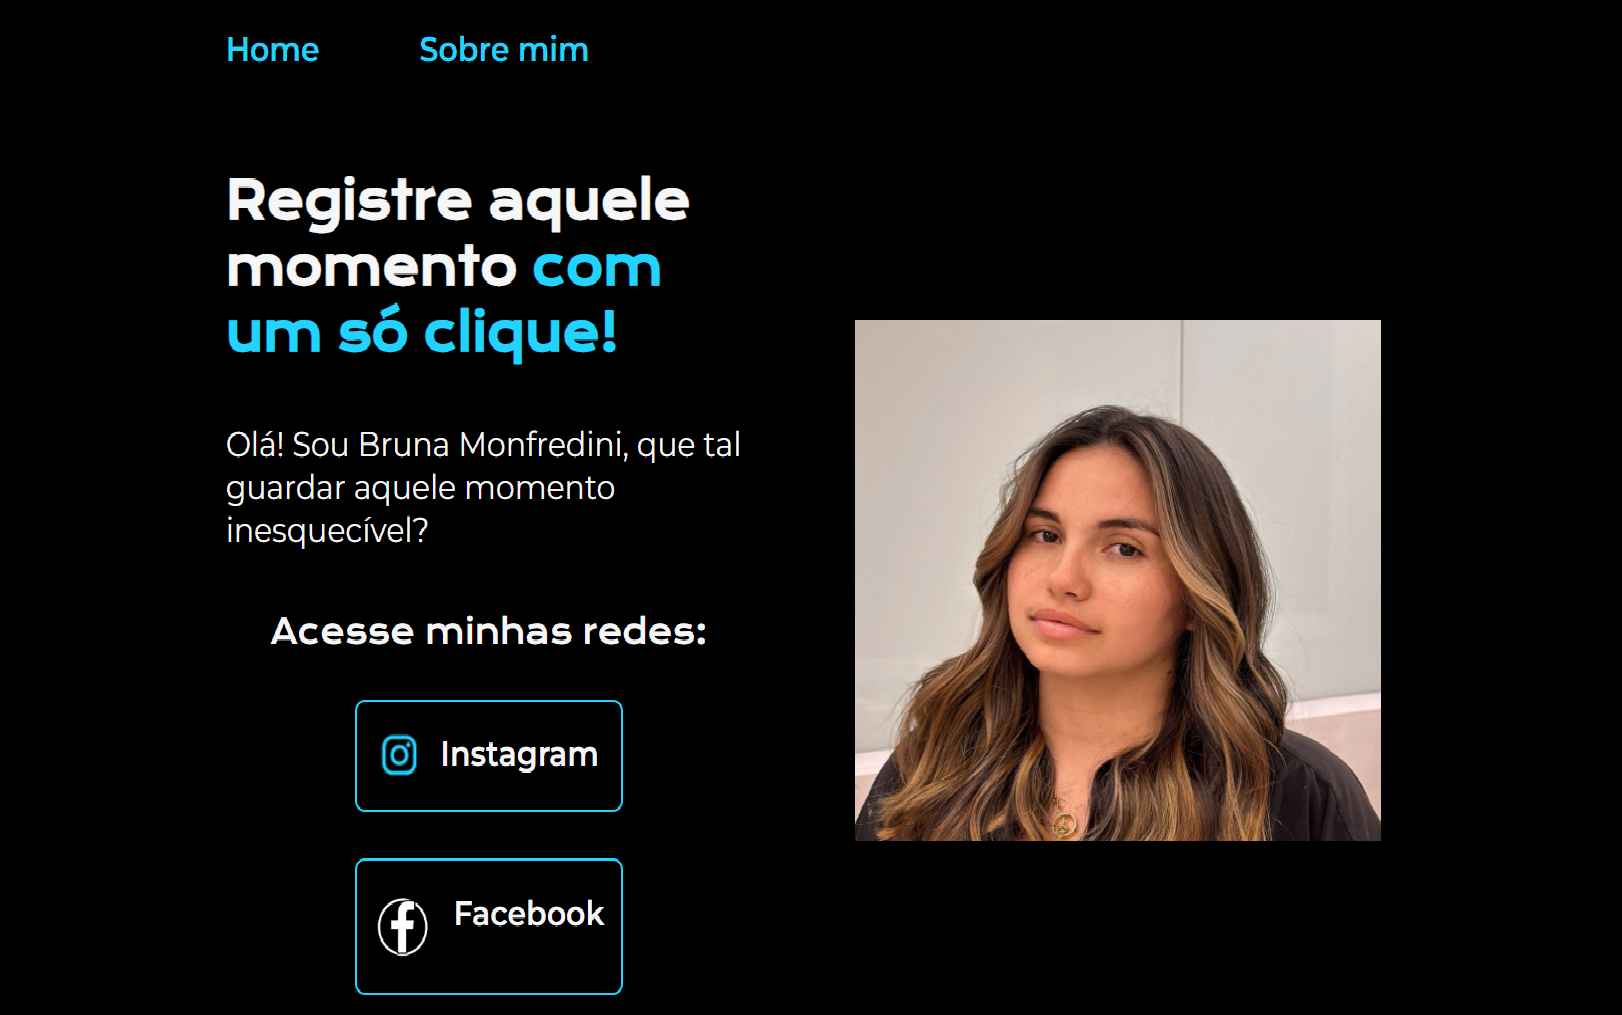 Home Sobre mim
Registre aquele
momento com
um só clique!
Olá! Sou Bruna Monfredini, que tal
guardar aquele momento
inesquecível?
Acesse minhas redes:
Instagram
Facebook